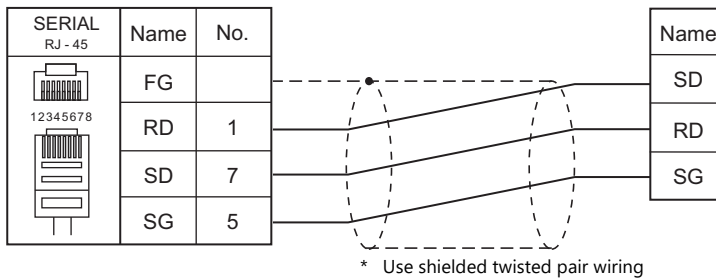 SERIAL
RJ - 45
Name
No.
Name
FG
SD
12345678
RD
1
RD
SD
7
SG
SG
5
* Use shielded twisted pair wiring